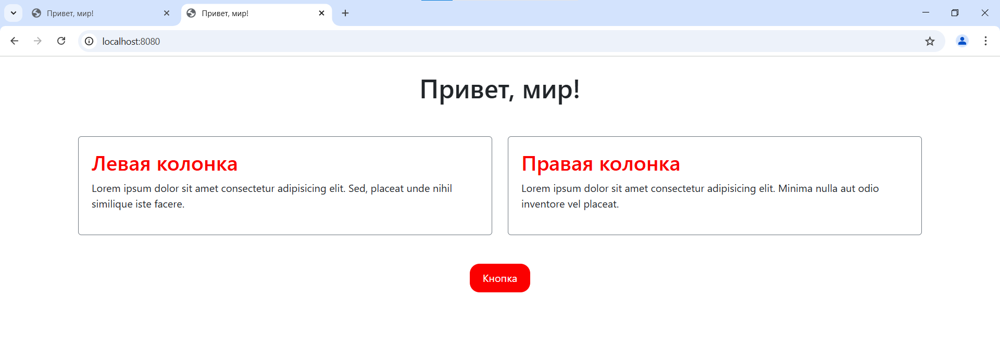 Привет, мир!
Привет, мир!
localhost:8080
Привет, мир!
Левая колонка
Lorem ipsum dolor sit amet consectetur adipisicing elit. Sed, placeat unde nihil
similique iste facere.
Правая колонка
Lorem ipsum dolor sit amet consectetur adipisicing elit. Minima nulla aut odio
inventore vel placeat.
Кнопка